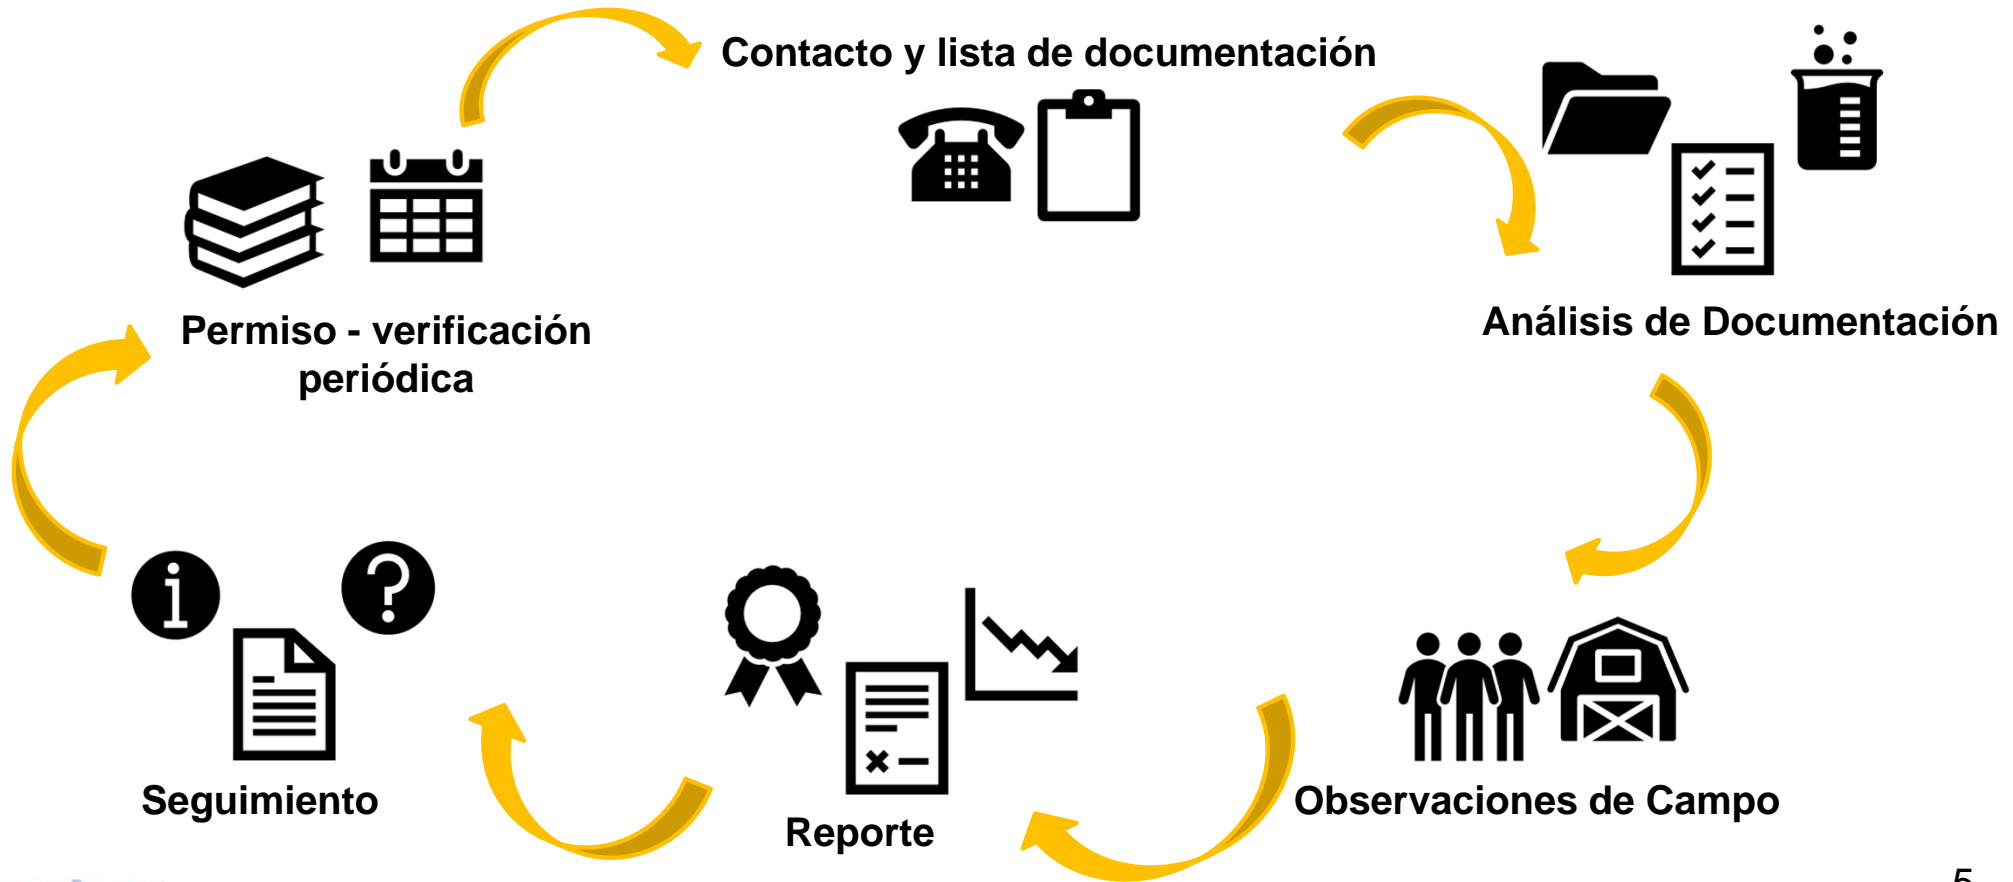 Contacto y lista de documentación
Permiso - verificación
periódica
Análisis de Documentación
Observaciones de Campo
Reporte
Seguimiento
5